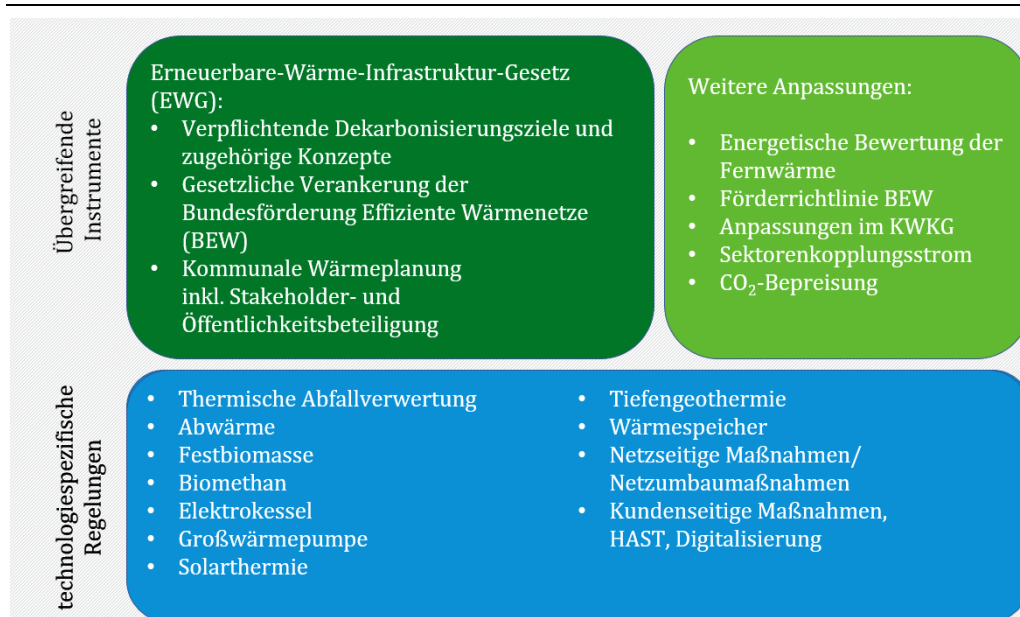 Übergreifende
Instrumente
Erneuerbare-Wärme-Infrastruktur-Gesetz
(EWG):
• Verpflichtende Dekarbonisierungsziele und
zugehörige Konzepte
• Gesetzliche Verankerung der
Bundesförderung Effiziente Wärmenetze
(BEW)
• Kommunale Wärmeplanung
inkl. Stakeholder- und
Öffentlichkeitsbeteiligung
Weitere Anpassungen:
• Energetische Bewertung der
Fernwärme
• Förderrichtlinie BEW
• Anpassungen im KWKG
• Sektorenkopplungsstrom
• CO₂-Bepreisung
technologiespezifische
Regelungen
• Thermische Abfallverwertung
• Abwärme
• Festbiomasse
• Biomethan
• Elektrokessel
• Großwärmepumpe
• Solarthermie
• Tiefengeothermie
• Wärmespeicher
• Netzseitige Maßnahmen/
Netzumbaumaßnahmen
• Kundenseitige Maßnahmen,
HAST, Digitalisierung